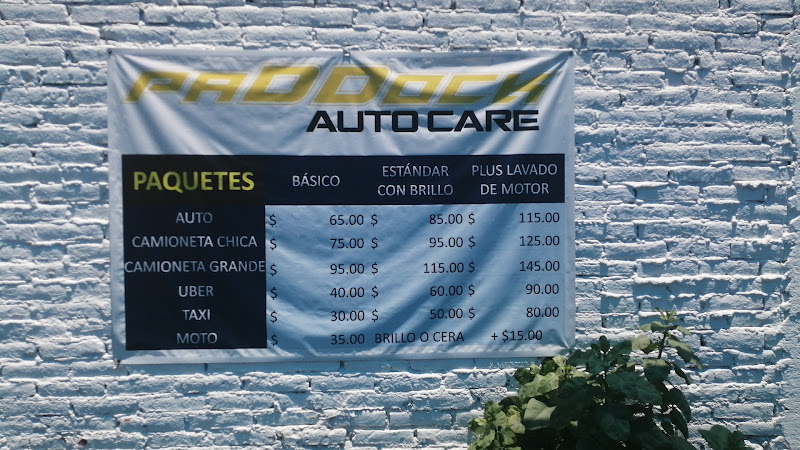 PADDOCK
AUTO CARE
PAQUETES BÁSICO ESTÁNDAR CON BRILLO PLUS LAVADO DE MOTOR
AUTO $ 65.00 $ 85.00 $ 115.00
CAMIONETA CHICA $ 75.00 $ 95.00 $ 125.00
CAMIONETA GRANDE $ 95.00 $ 115.00 $ 145.00
UBER $ 40.00 $ 60.00 $ 90.00
TAXI $ 30.00 $ 50.00 $ 80.00
MOTO $ 35.00 BRILLO O CERA + $15.00